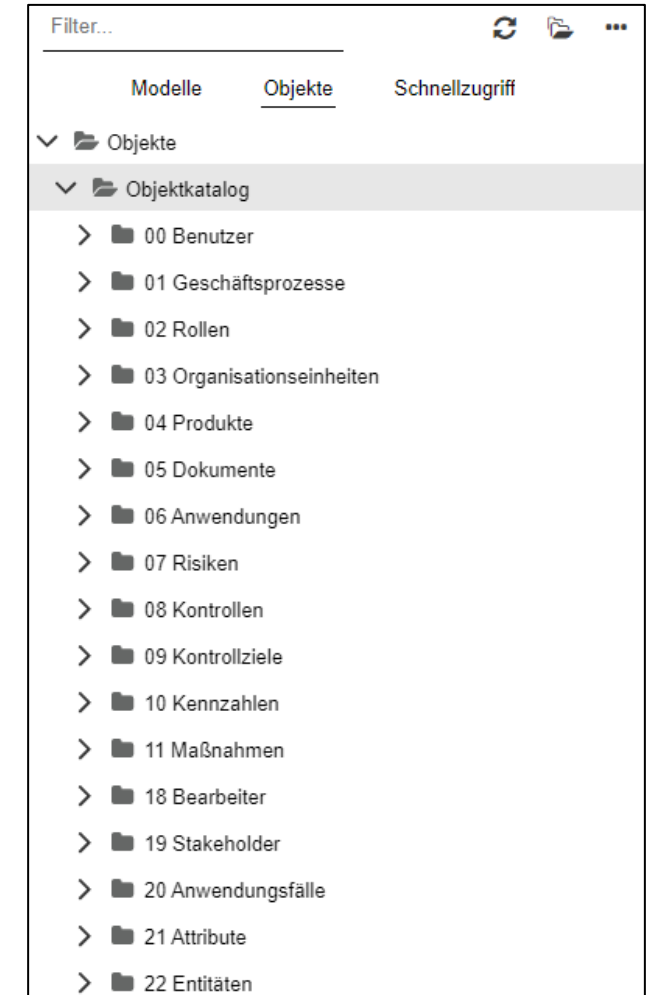 Filter...
Modelle Objekte Schnellzugriff
Objekte
Objektkatalog
00 Benutzer
01 Geschäftsprozesse
02 Rollen
03 Organisationseinheiten
04 Produkte
05 Dokumente
06 Anwendungen
07 Risiken
08 Kontrollen
09 Kontrollziele
10 Kennzahlen
11 Maßnahmen
18 Bearbeiter
19 Stakeholder
20 Anwendungsfälle
21 Attribute
22 Entitäten